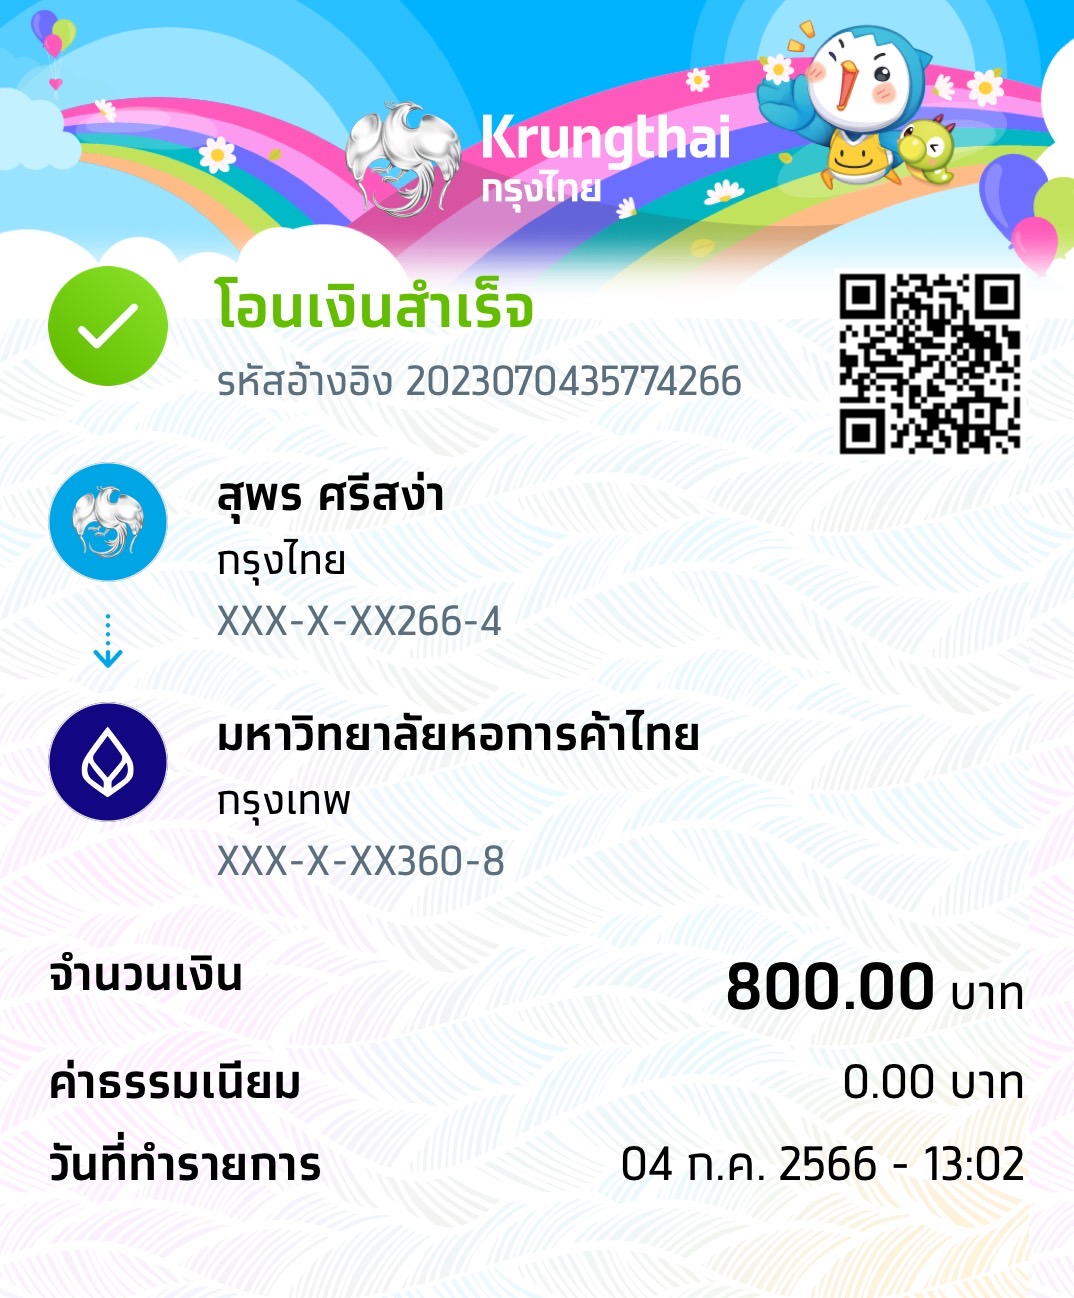 Krungthai
กรุงไทย
โอนเงินสำเร็จ
รหัสอ้างอิง 2023070435774266
สุพร ศรีสง่า
กรุงไทย
XXX-X-XX266-4
มหาวิทยาลัยหอการค้าไทย
กรุงเทพ
XXX-X-XX360-8
จำนวนเงิน 800.00 บาท
ค่าธรรมเนียม 0.00 บาท
วันที่ทำรายการ 04 ก.ค. 2566 - 13:02